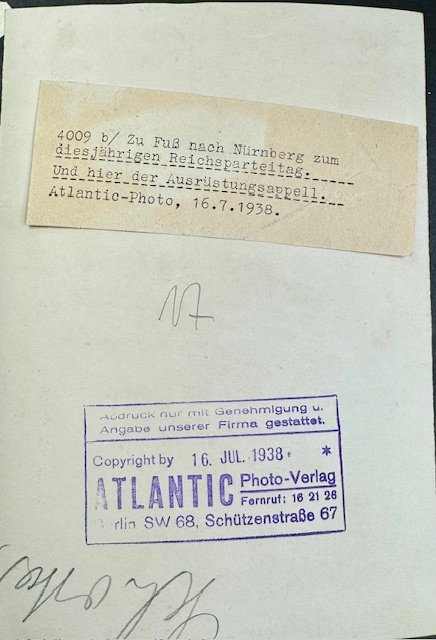 4009 b/ Zu Fuß nach Nürnberg zum
diesjährigen Reichsparteitag.
Und hier der Ausrüstungsappell.
Atlantic-Photo, 16.7.1938.
Abdruck nur mit Genehmigung u.
Angabe unserer Firma gestattet.
Copyright by 16. JUL. 1938 *
ATLANTIC Photo-Verlag
Fernruf: 16 21 26
Berlin SW 68, Schützenstraße 67